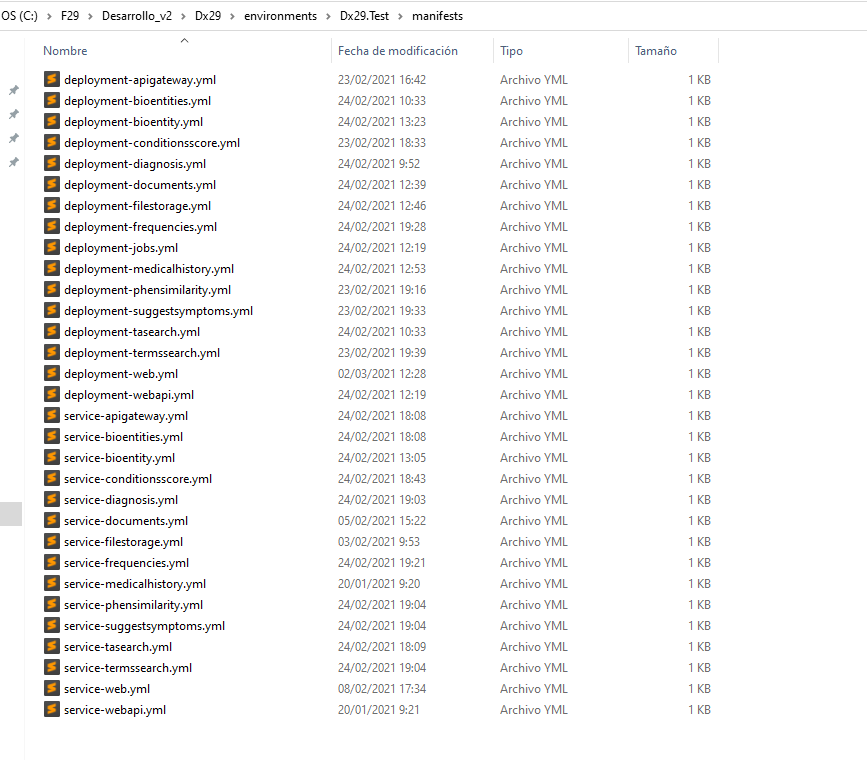 OS (C:) > F29 > Desarrollo_v2 > Dx29 > environments > Dx29.Test > manifests
Nombre Fecha de modificación Tipo Tamaño
deployment-apigateway.yml 23/02/2021 16:42 Archivo YML 1 KB
deployment-bioentities.yml 24/02/2021 10:33 Archivo YML 1 KB
deployment-bioentity.yml 24/02/2021 13:23 Archivo YML 1 KB
deployment-conditionsscore.yml 23/02/2021 18:33 Archivo YML 1 KB
deployment-diagnosis.yml 24/02/2021 9:52 Archivo YML 1 KB
deployment-documents.yml 24/02/2021 12:39 Archivo YML 1 KB
deployment-filestorage.yml 24/02/2021 12:46 Archivo YML 1 KB
deployment-frequencies.yml 24/02/2021 19:28 Archivo YML 1 KB
deployment-jobs.yml 24/02/2021 12:19 Archivo YML 1 KB
deployment-medicalhistory.yml 24/02/2021 12:53 Archivo YML 1 KB
deployment-phensimilarity.yml 23/02/2021 19:16 Archivo YML 1 KB
deployment-suggestsymptoms.yml 23/02/2021 19:33 Archivo YML 1 KB
deployment-tasearch.yml 24/02/2021 10:33 Archivo YML 1 KB
deployment-termssearch.yml 23/02/2021 19:39 Archivo YML 1 KB
deployment-web.yml 02/03/2021 12:28 Archivo YML 1 KB
deployment-webapi.yml 24/02/2021 12:19 Archivo YML 1 KB
service-apigateway.yml 24/02/2021 18:08 Archivo YML 1 KB
service-bioentities.yml 24/02/2021 18:08 Archivo YML 1 KB
service-bioentity.yml 24/02/2021 13:05 Archivo YML 1 KB
service-conditionsscore.yml 24/02/2021 18:43 Archivo YML 1 KB
service-diagnosis.yml 24/02/2021 19:03 Archivo YML 1 KB
service-documents.yml 05/02/2021 15:22 Archivo YML 1 KB
service-filestorage.yml 03/02/2021 9:53 Archivo YML 1 KB
service-frequencies.yml 24/02/2021 19:21 Archivo YML 1 KB
service-medicalhistory.yml 20/01/2021 9:20 Archivo YML 1 KB
service-phensimilarity.yml 24/02/2021 19:04 Archivo YML 1 KB
service-suggestsymptoms.yml 24/02/2021 19:04 Archivo YML 1 KB
service-tasearch.yml 24/02/2021 18:09 Archivo YML 1 KB
service-termssearch.yml 24/02/2021 19:04 Archivo YML 1 KB
service-web.yml 08/02/2021 17:34 Archivo YML 1 KB
service-webapi.yml 20/01/2021 9:21 Archivo YML 1 KB